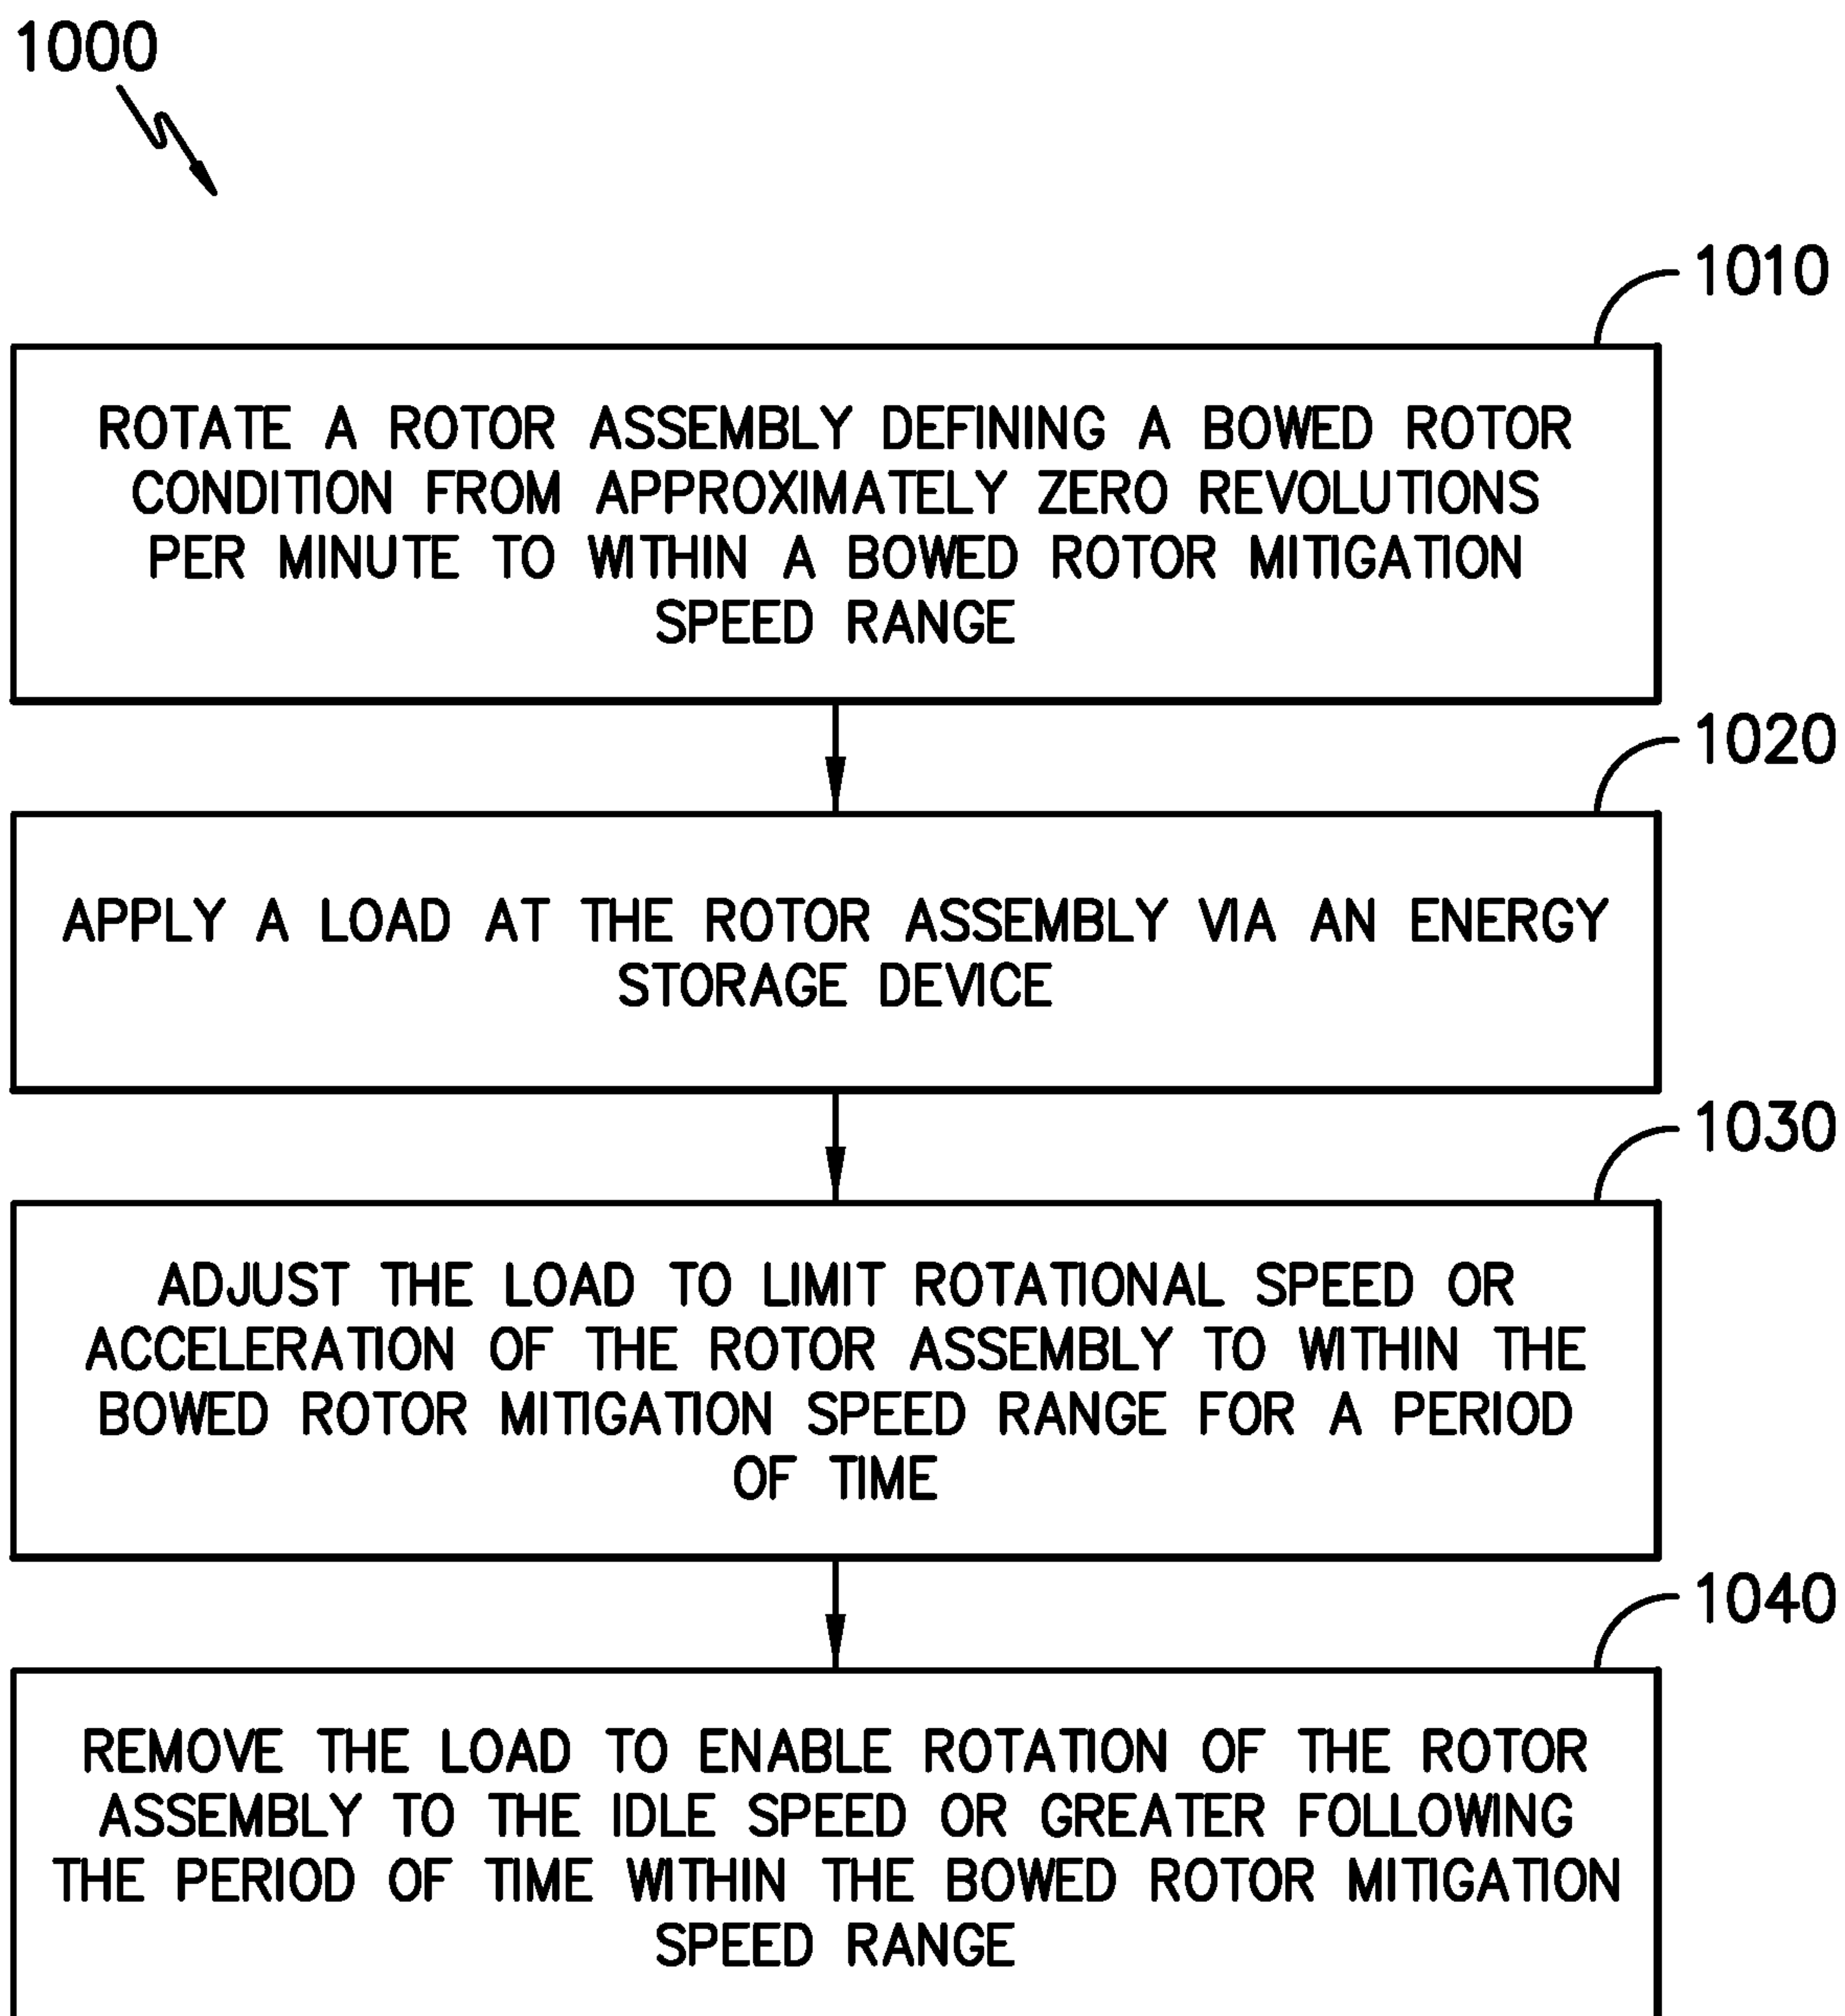 1000
1010
ROTATE A ROTOR ASSEMBLY DEFINING A BOWED ROTOR
CONDITION FROM APPROXIMATELY ZERO REVOLUTIONS
PER MINUTE TO WITHIN A BOWED ROTOR MITIGATION
SPEED RANGE
1020
APPLY A LOAD AT THE ROTOR ASSEMBLY VIA AN ENERGY
STORAGE DEVICE
1030
ADJUST THE LOAD TO LIMIT ROTATIONAL SPEED OR
ACCELERATION OF THE ROTOR ASSEMBLY TO WITHIN THE
BOWED ROTOR MITIGATION SPEED RANGE FOR A PERIOD
OF TIME
1040
REMOVE THE LOAD TO ENABLE ROTATION OF THE ROTOR
ASSEMBLY TO THE IDLE SPEED OR GREATER FOLLOWING
THE PERIOD OF TIME WITHIN THE BOWED ROTOR MITIGATION
SPEED RANGE